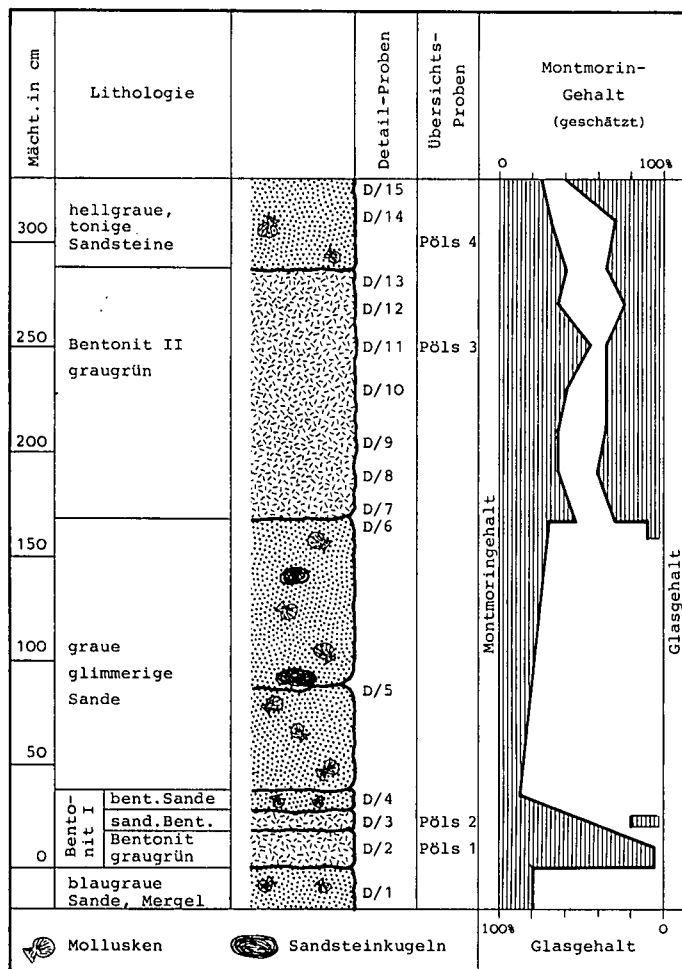 Mächt.in cm
Lithologie
Detail-Proben
Übersichts-
Proben
Montmorin-
Gehalt
(geschätzt)
0
100%
hellgraue,
tonige
Sandsteine
D/15
D/14
Pöls 4
300
D/13
D/12
Bentonit II
graugrün
250
D/11
Pöls 3
D/10
D/9
200
D/8
D/7
D/6
150
graue
glimmerige
Sande
100
D/5
50
Bento-
nit I
bent.Sande
D/4
sand.Bent.
D/3
Pöls 2
Bentonit
graugrün
D/2
Pöls 1
0
blaugraue
Sande, Mergel
D/1
Montmoringehalt
Glasgehalt
100%
0
Mollusken
Sandsteinkugeln
Glasgehalt